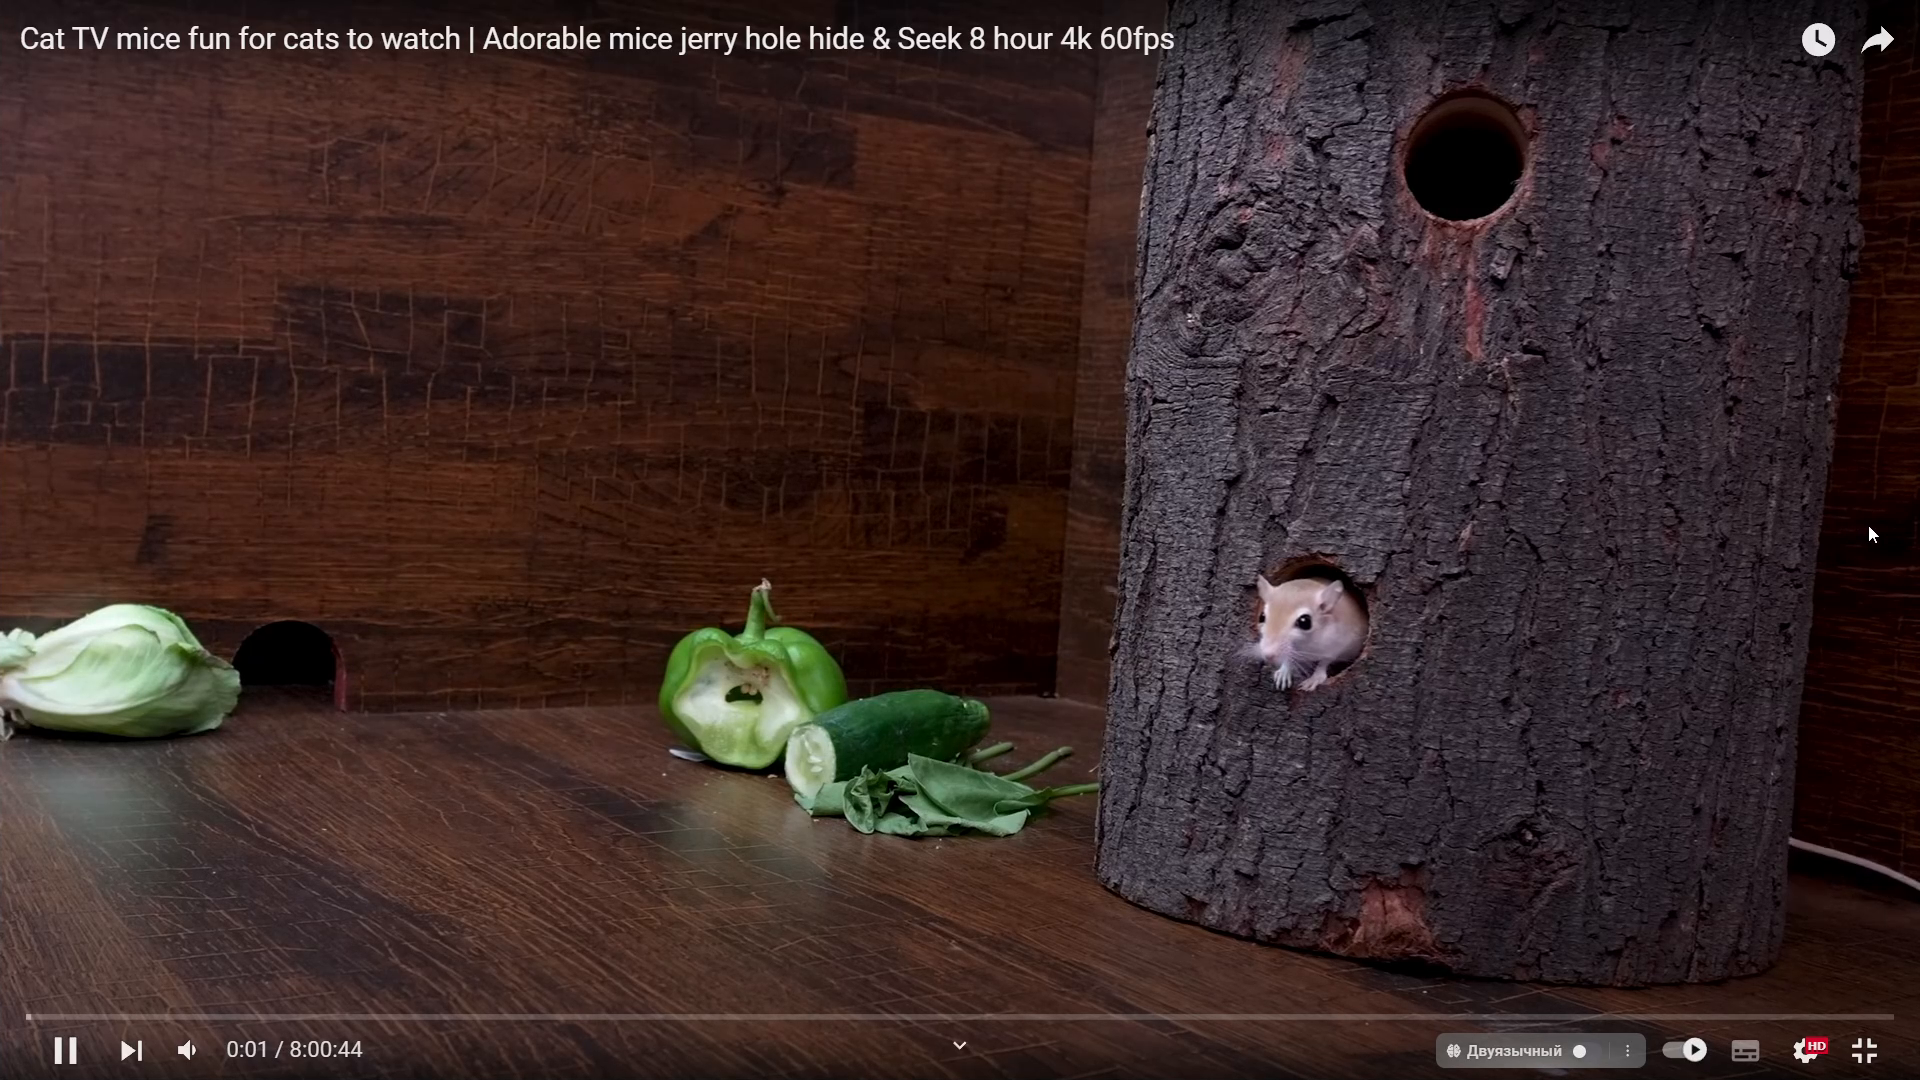 Cat TV mice fun for cats to watch | Adorable mice jerry hole hide & Seek 8 hour 4k 60fps
0:01 / 8:00:44
Двуязычный
HD